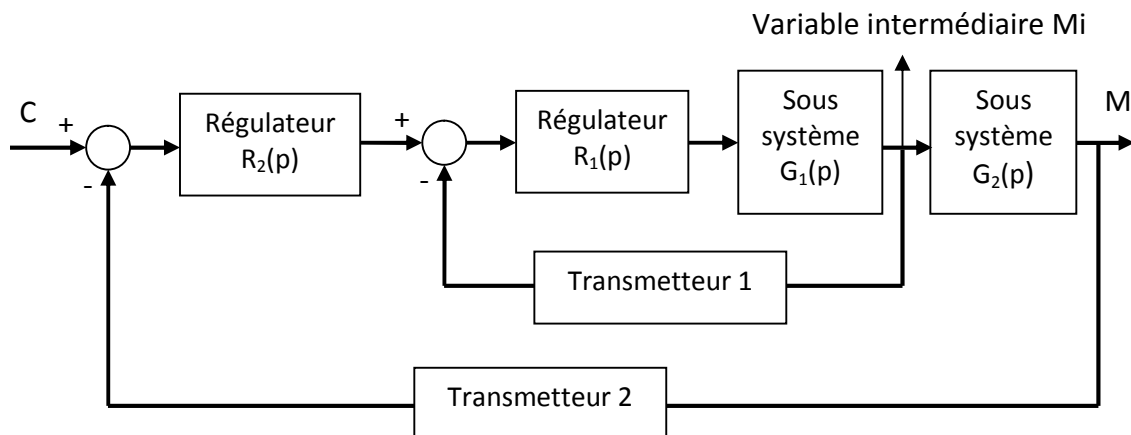 Variable intermédiaire Mi
C
+
-
Régulateur
R₂(p)
+
-
Régulateur
R₁(p)
Sous
système
G₁(p)
Sous
système
G₂(p)
M
Transmetteur 1
Transmetteur 2